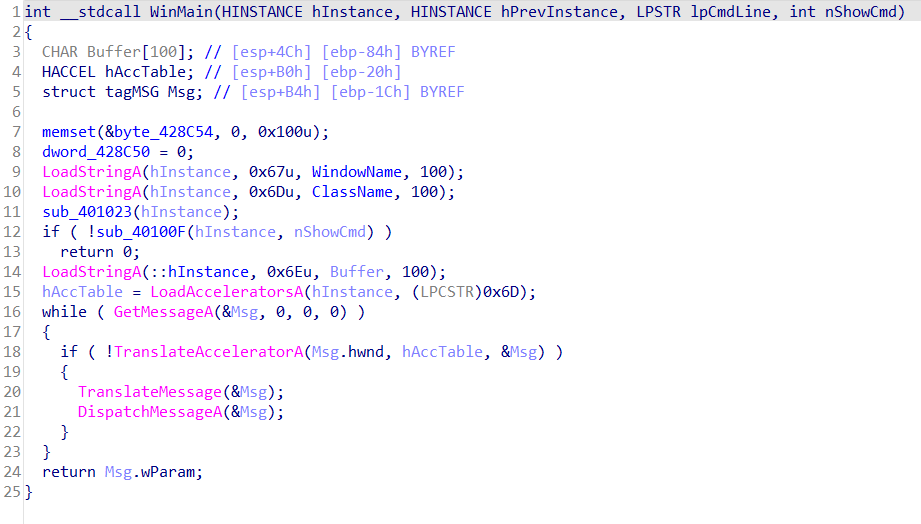 1 int __stdcall WinMain(HINSTANCE hInstance, HINSTANCE hPrevInstance, LPSTR lpCmdLine, int nShowCmd)
2 {
3   CHAR Buffer[100]; // [esp+4Ch] [ebp-84h] BYREF
4   HACCEL hAccTable; // [esp+B0h] [ebp-20h]
5   struct tagMSG Msg; // [esp+B4h] [ebp-1Ch] BYREF
6
7   memset(&byte_428C54, 0, 0x100u);
8   dword_428C50 = 0;
9   LoadStringA(hInstance, 0x67u, WindowName, 100);
10   LoadStringA(hInstance, 0x6Du, ClassName, 100);
11   sub_401023(hInstance);
12   if ( !sub_40100F(hInstance, nShowCmd) )
13     return 0;
14   LoadStringA(::hInstance, 0x6Eu, Buffer, 100);
15   hAccTable = LoadAcceleratorsA(hInstance, (LPCSTR)0x6D);
16   while ( GetMessageA(&Msg, 0, 0, 0) )
17   {
18     if ( !TranslateAcceleratorA(Msg.hwnd, hAccTable, &Msg) )
19     {
20       TranslateMessage(&Msg);
21       DispatchMessageA(&Msg);
22     }
23   }
24   return Msg.wParam;
25 }